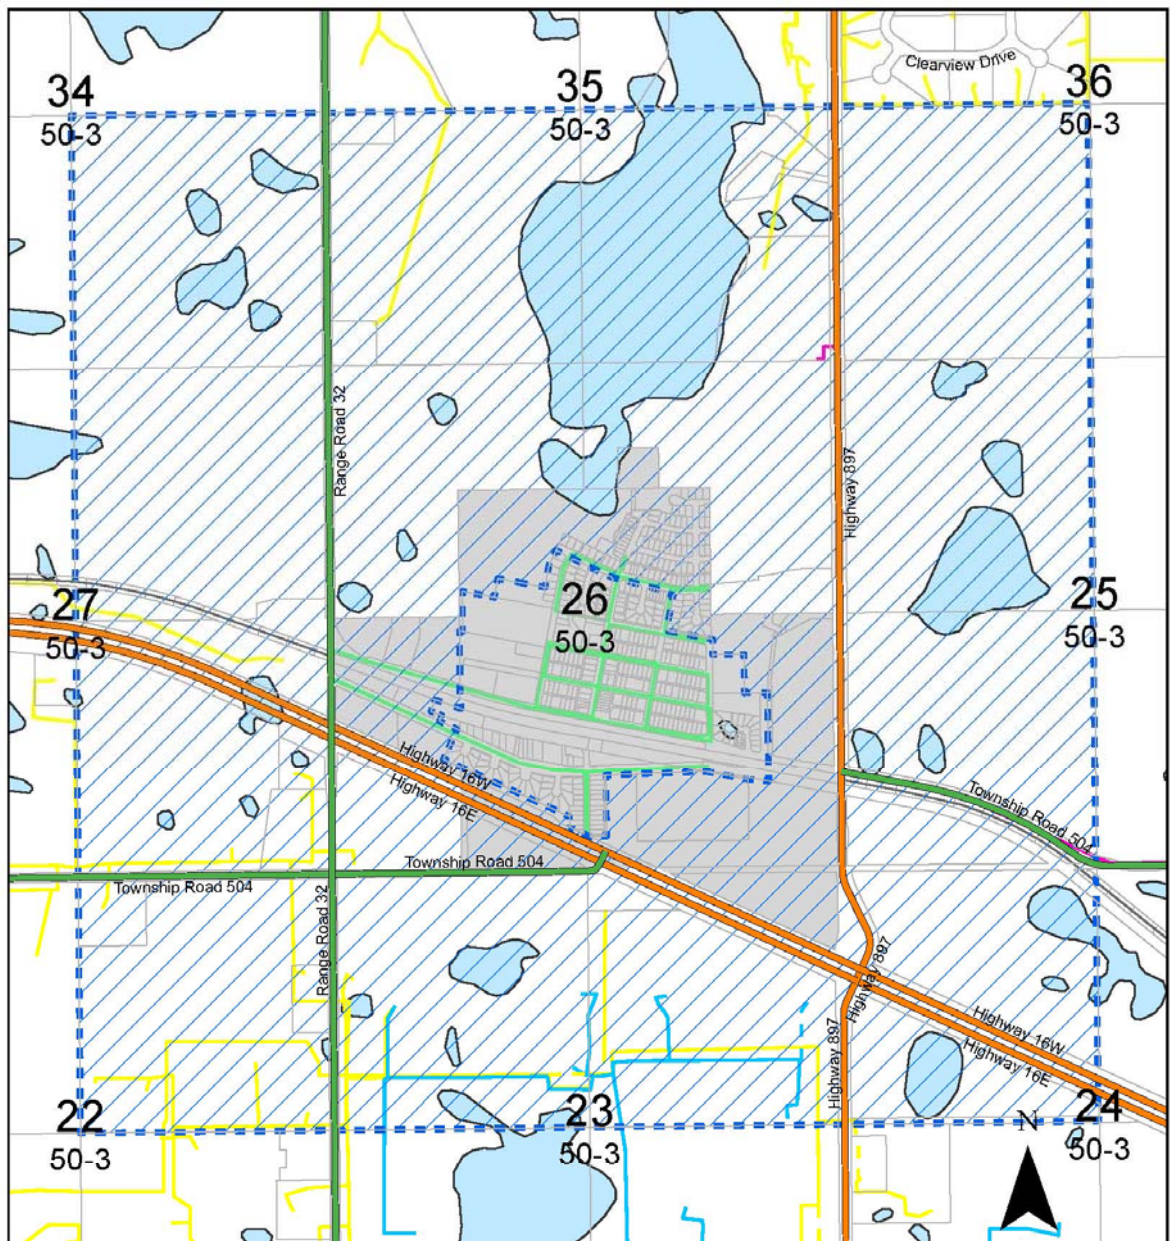 Clearview Drive
34
35
36
50-3
50-3
50-3
Range Road 32
Highway 897
27
26
25
50-3
50-3
50-3
Highway 16W
Highway 16E
Township Road 504
Township Road 504
Township Road 504
Range Road 32
Highway 897
Highway 897
Highway 16W
Highway 16E
22
23
24
N
50-3
50-3
50-3